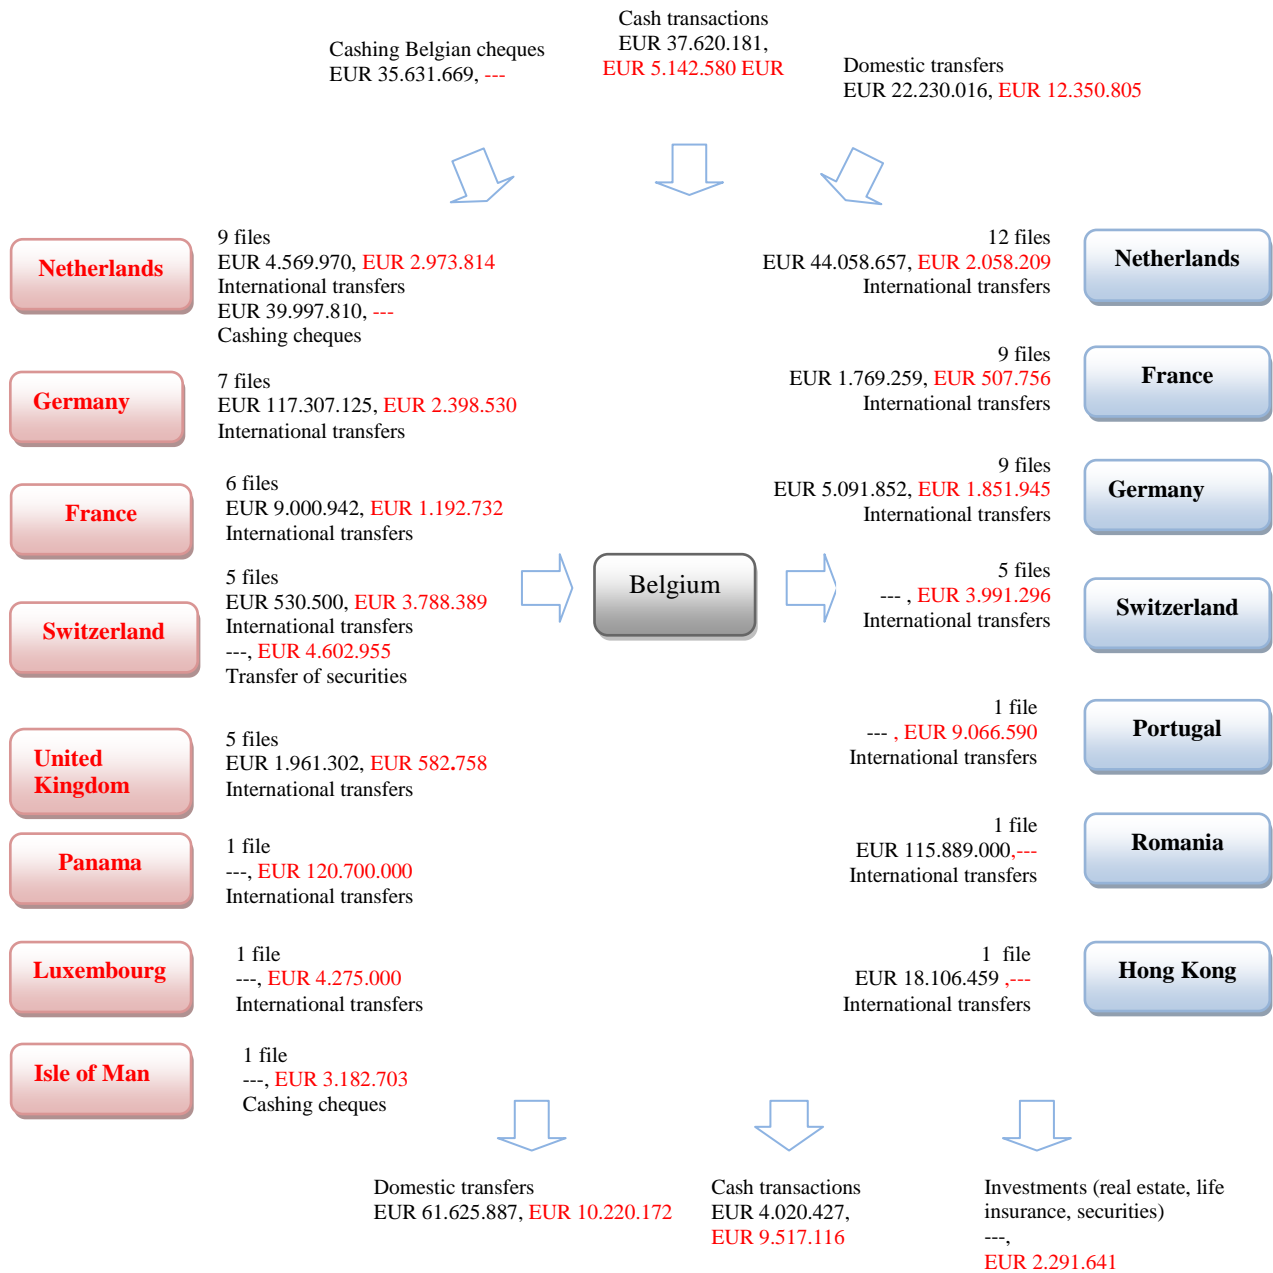 Cash transactions
EUR 37.620.181,
EUR 5.142.580 EUR
Cashing Belgian cheques
EUR 35.631.669, ---
Domestic transfers
EUR 22.230.016, EUR 12.350.805
Netherlands
9 files
EUR 4.569.970, EUR 2.973.814
International transfers
EUR 39.997.810, ---
Cashing cheques
Germany
7 files
EUR 117.307.125, EUR 2.398.530
International transfers
France
6 files
EUR 9.000.942, EUR 1.192.732
International transfers
Switzerland
5 files
EUR 530.500, EUR 3.788.389
International transfers
---, EUR 4.602.955
Transfer of securities
United
Kingdom
5 files
EUR 1.961.302, EUR 582.758
International transfers
Panama
1 file
---, EUR 120.700.000
International transfers
Luxembourg
1 file
---, EUR 4.275.000
International transfers
Isle of Man
1 file
---, EUR 3.182.703
Cashing cheques
Belgium
12 files
EUR 44.058.657, EUR 2.058.209
International transfers
Netherlands
9 files
EUR 1.769.259, EUR 507.756
International transfers
France
9 files
EUR 5.091.852, EUR 1.851.945
International transfers
Germany
5 files
--- , EUR 3.991.296
International transfers
Switzerland
1 file
--- , EUR 9.066.590
International transfers
Portugal
1 file
EUR 115.889.000,---
International transfers
Romania
1 file
EUR 18.106.459 ,---
International transfers
Hong Kong
Domestic transfers
EUR 61.625.887, EUR 10.220.172
Cash transactions
EUR 4.020.427,
EUR 9.517.116
Investments (real estate, life
insurance, securities)
---,
EUR 2.291.641